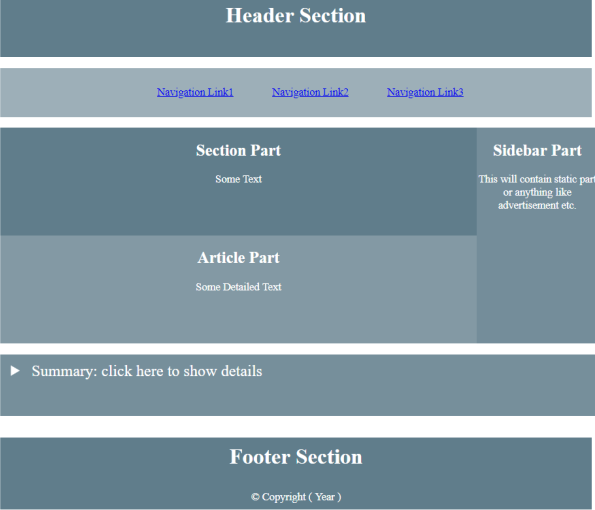 Header Section
Navigation Link1 Navigation Link2 Navigation Link3
Section Part
Some Text
Sidebar Part
This will contain static part
or anything like
advertisement etc.
Article Part
Some Detailed Text
Summary: click here to show details
Footer Section
© Copyright ( Year )